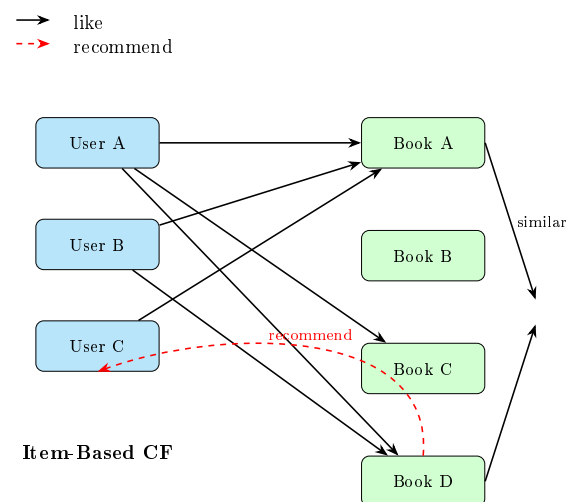 like
recommend
User A
Book A
similar
User B
Book B
recommend
User C
Book C
Item-Based CF
Book D